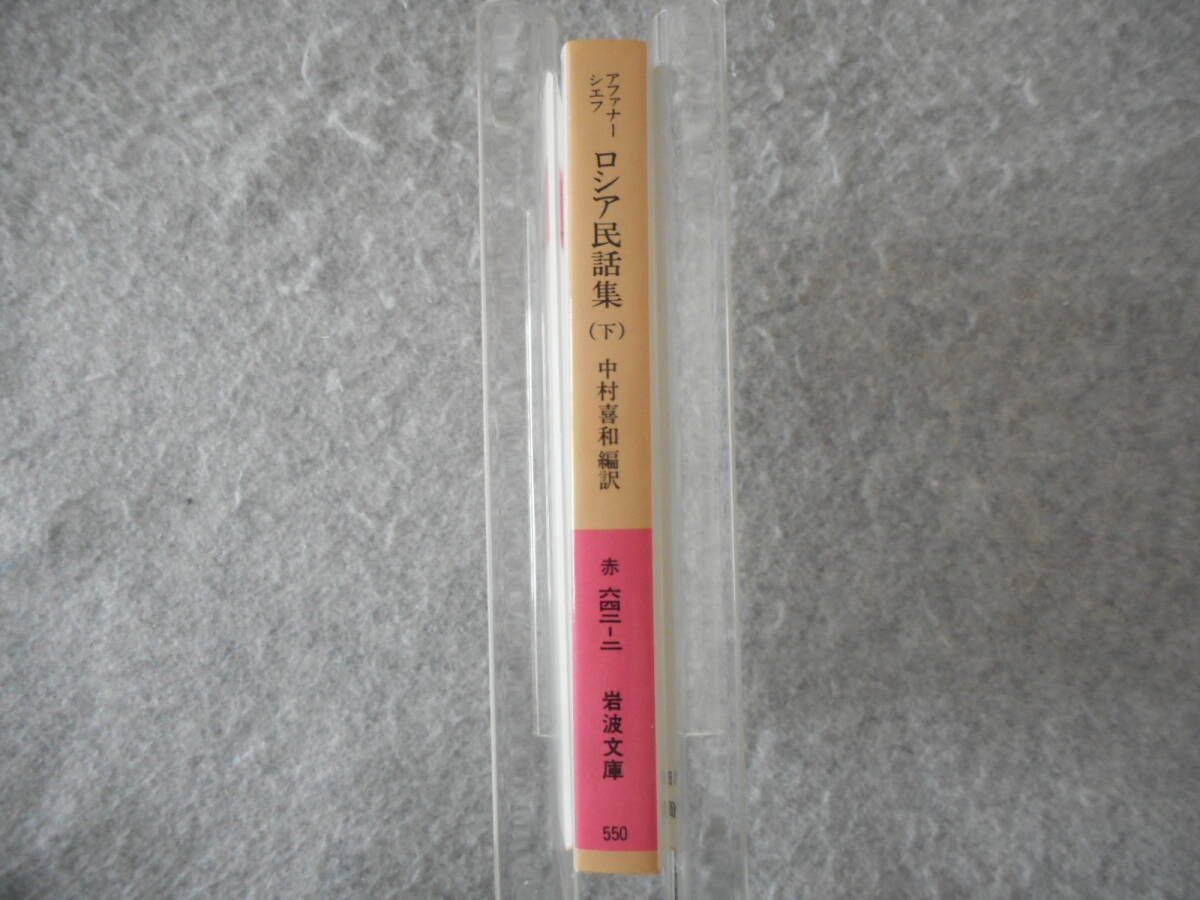 アファナー
シエフ
ロシア民話集(下)
中村喜和編訳
赤 六四二-二
岩波文庫
550